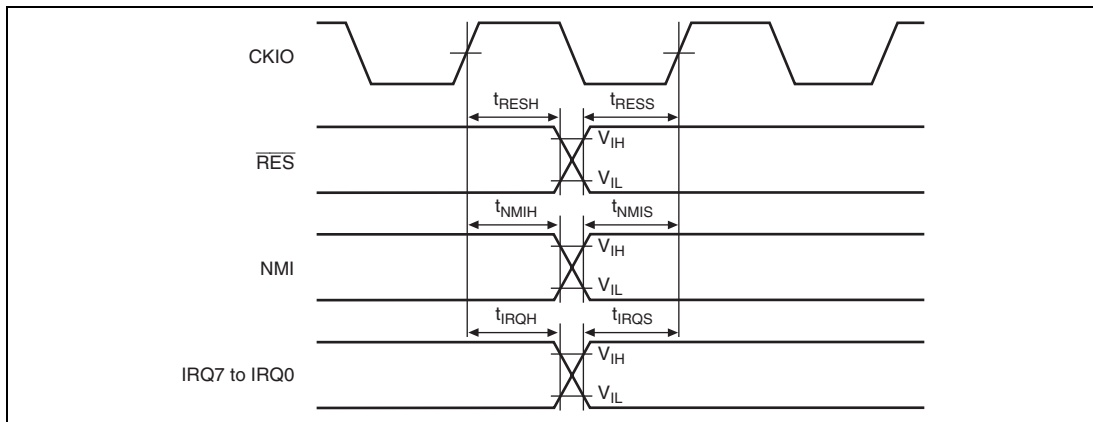 CKIO
tRESH tRESS
RES
VIH
VIL
tNMIH tNMIS
NMI
VIH
VIL
tIRQH tIRQS
IRQ7 to IRQ0
VIH
VIL